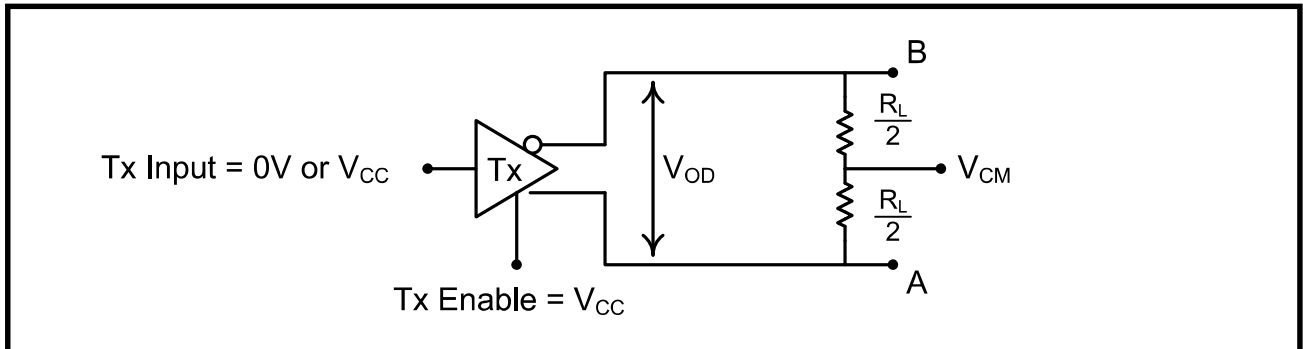 B
R_L
2
Tx Input = 0V or V_CC
Tx
V_OD
V_CM
R_L
2
A
Tx Enable = V_CC